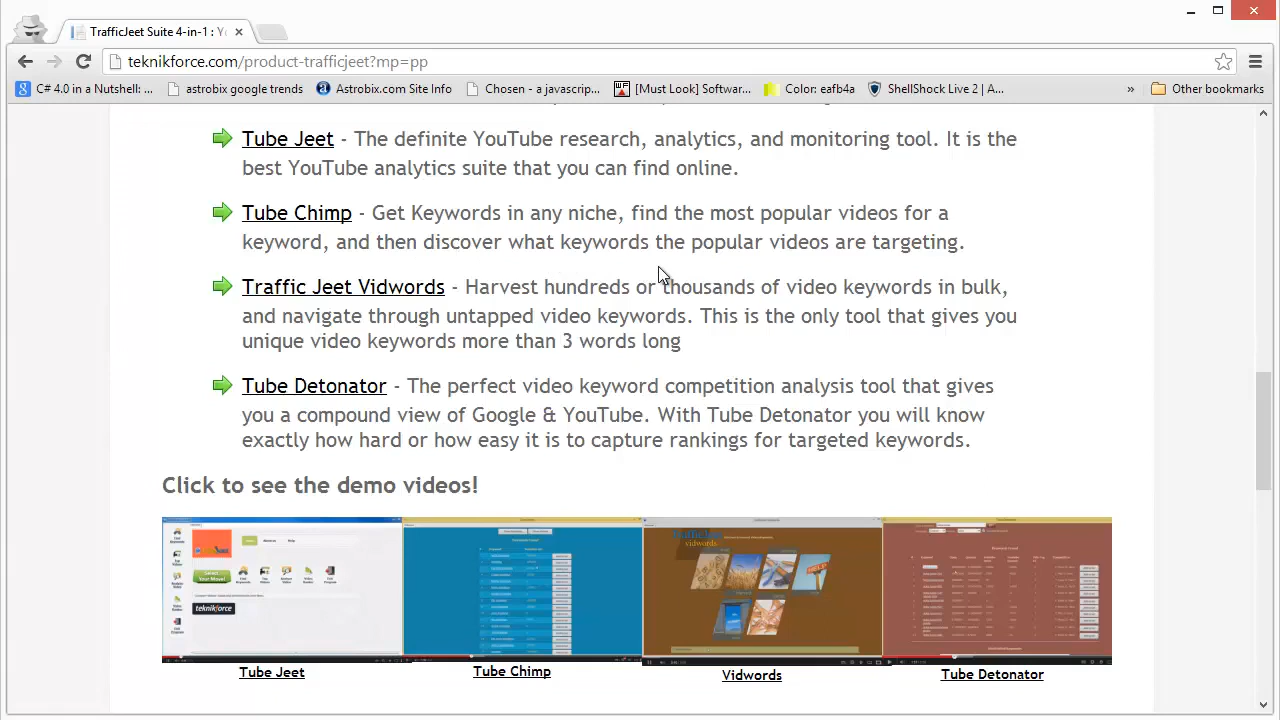 TrafficJeet Suite 4-in-1 : Yo
teknikforce.com/product-trafficjeet?mp=pp
C# 4.0 in a Nutshell: ...
astrobix google trends
Astrobix.com Site Info
Chosen - a javascrip...
[Must Look] Softwar...
Color: eafb4a
ShellShock Live 2 | A...
»
Other bookmarks
Tube Jeet - The definite YouTube research, analytics, and monitoring tool. It is the
best YouTube analytics suite that you can find online.
Tube Chimp - Get Keywords in any niche, find the most popular videos for a
keyword, and then discover what keywords the popular videos are targeting.
Traffic Jeet Vidwords - Harvest hundreds or thousands of video keywords in bulk,
and navigate through untapped video keywords. This is the only tool that gives you
unique video keywords more than 3 words long
Tube Detonator - The perfect video keyword competition analysis tool that gives
you a compound view of Google & YouTube. With Tube Detonator you will know
exactly how hard or how easy it is to capture rankings for targeted keywords.
Click to see the demo videos!
teknikforce
vidwords
Tube Jeet
Tube Chimp
Vidwords
Tube Detonator